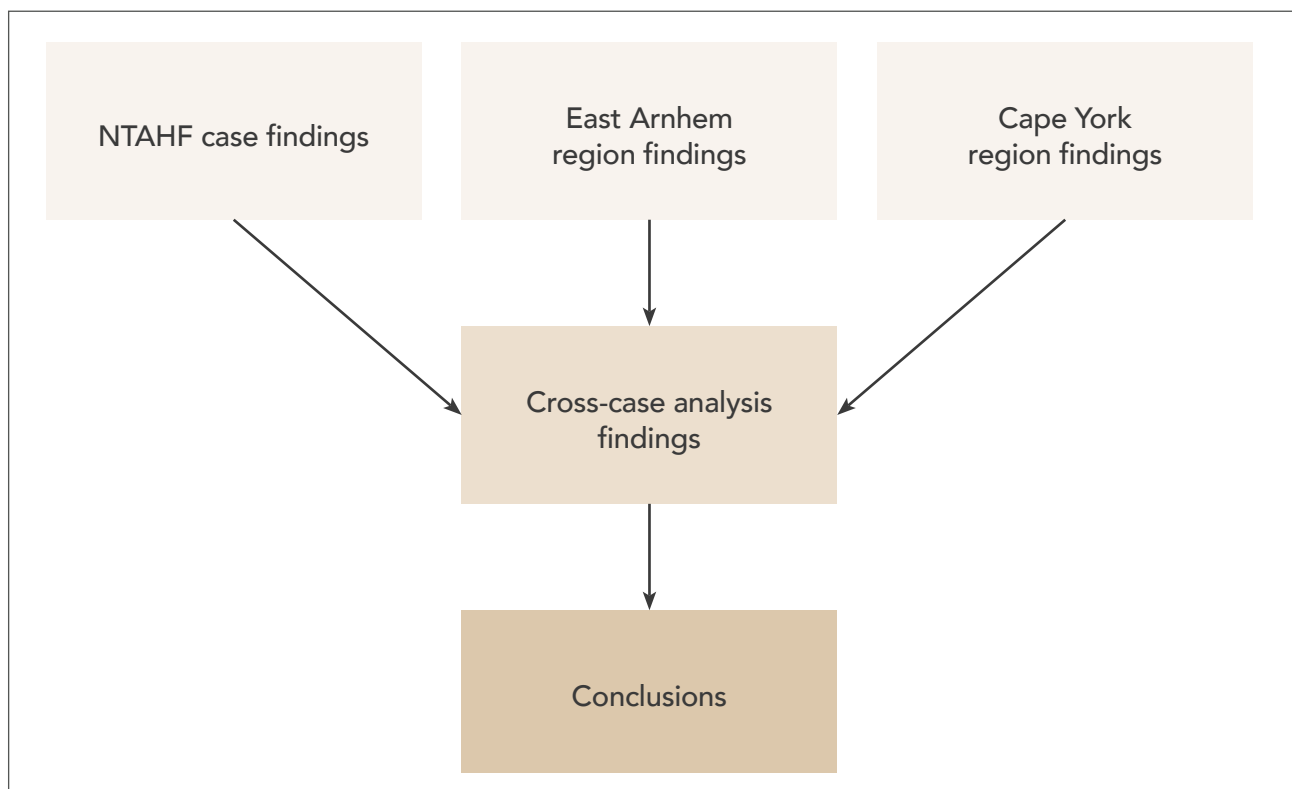 NTAHF case findings
East Arnhem
region findings
Cape York
region findings
Cross-case analysis
findings
Conclusions